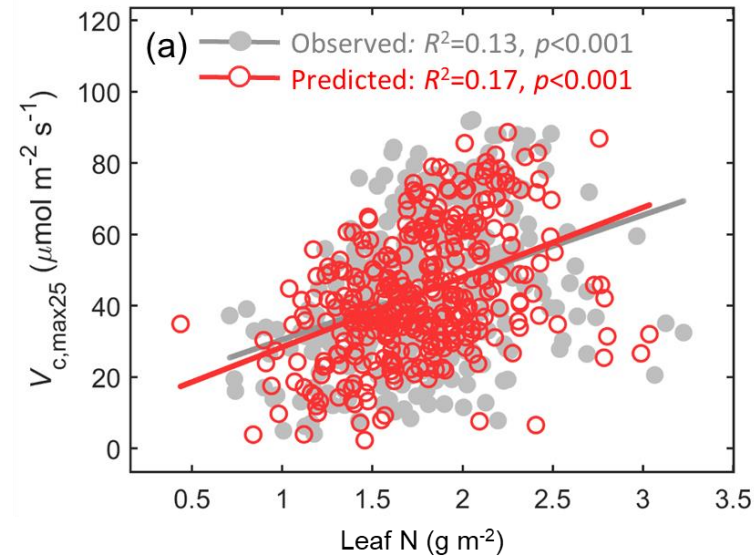 (a)
Observed: R²=0.13, p<0.001
Predicted: R²=0.17, p<0.001
V c,max25 (μmol m⁻² s⁻¹)
120
100
80
60
40
20
0
0.5 1 1.5 2 2.5 3 3.5
Leaf N (g m⁻²)